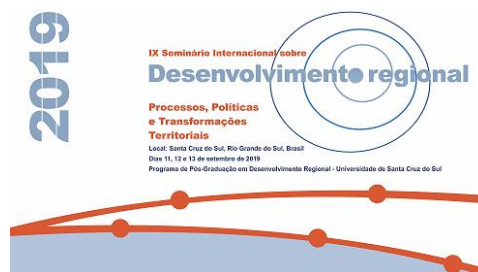 2019
IX Seminário Internacional sobre
Desenvolvimento regional
Processos, Políticas
e Transformações
Territoriais
Local: Santa Cruz do Sul, Rio Grande do Sul, Brasil
Dias 11, 12 e 13 de setembro de 2019
Programa de Pós-Graduação em Desenvolvimento Regional - Universidade de Santa Cruz do Sul